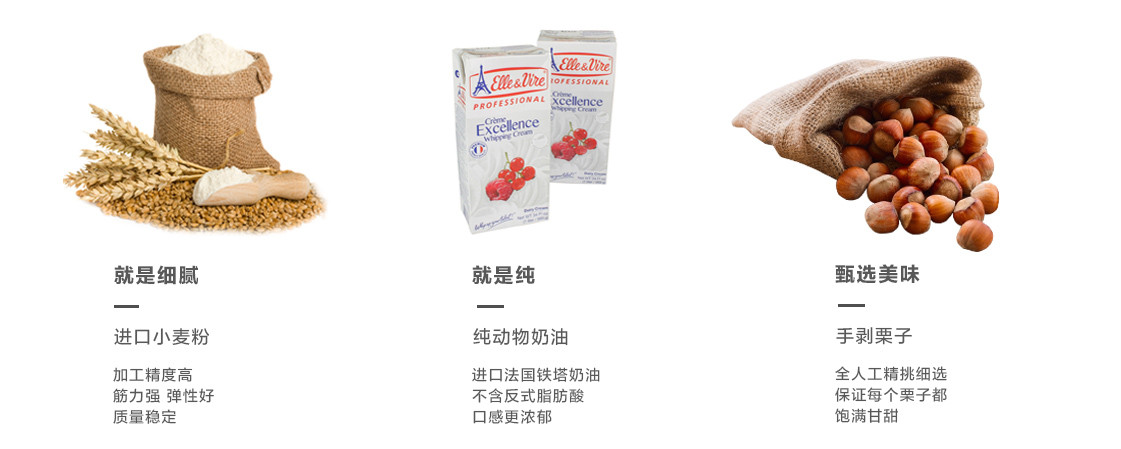 Elle&Vire
PROFESSIONAL
Crème
Excellence
Whipping Cream
Elle&Vire
PROFESSIONAL
Crème
Excellence
Whipping Cream
就是细腻
进口小麦粉
加工精度高
筋力强 弹性好
质量稳定
就是纯
纯动物奶油
进口法国铁塔奶油
不含反式脂肪酸
口感更浓郁
甄选美味
手剥栗子
全人工精挑细选
保证每个栗子都
饱满甘甜